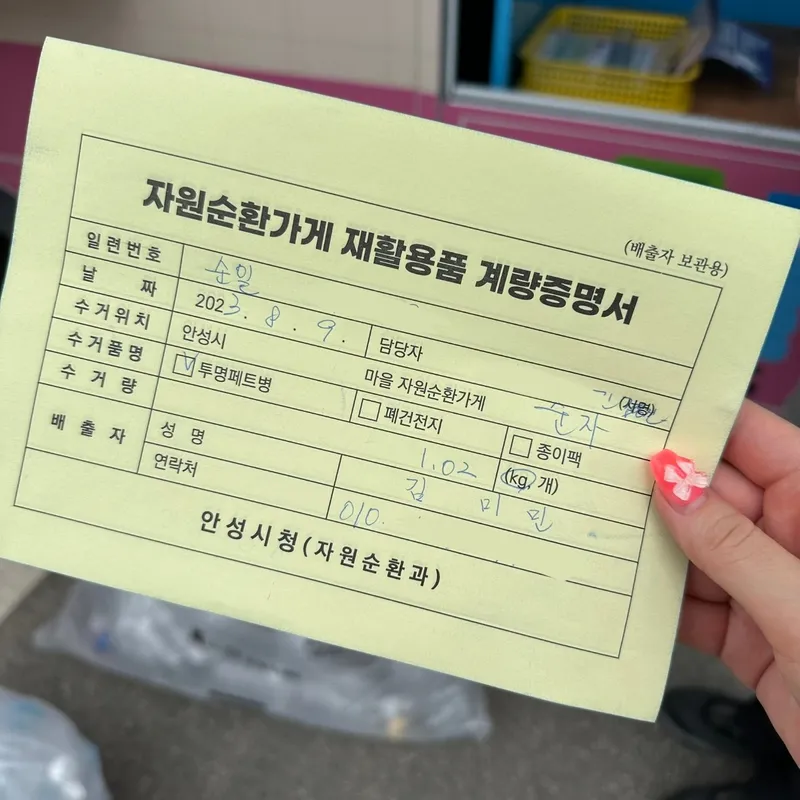 (배출자 보관용)
자원순환가게 재활용품 계량증명서
일련번호 순일
날 짜 2023. 8. 9. 담당자 (서명)
수거위치 안성시 마을 자원순환가게
수거품명 V 투명페트병 폐건전지 종이팩
수거량 1.02 (kg, 개)
배출자 성 명 김 미 민
연락처 010.
안성시청(자원순환과)